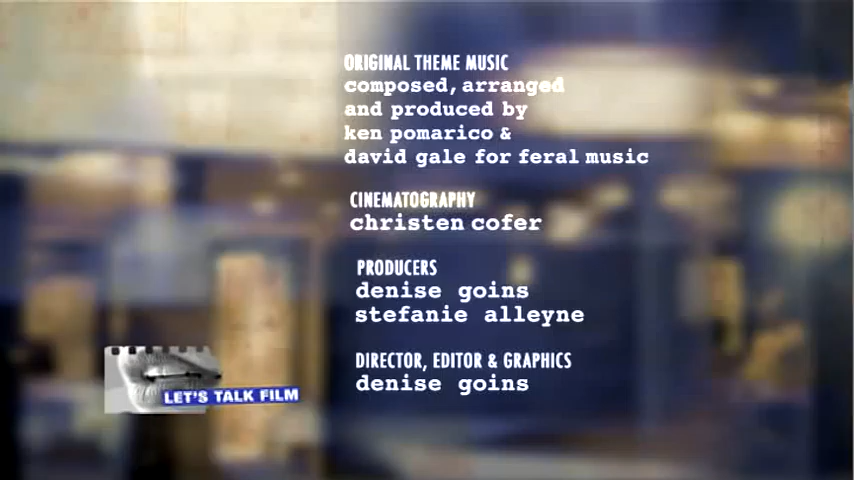 ORIGINAL THEME MUSIC
composed, arranged
and produced by
ken pomarico &
david gale for feral music
CINEMATOGRAPHY
christen cofer
PRODUCERS
denise goins
stefanie alleyne
DIRECTOR, EDITOR & GRAPHICS
denise goins
LET'S TALK FILM